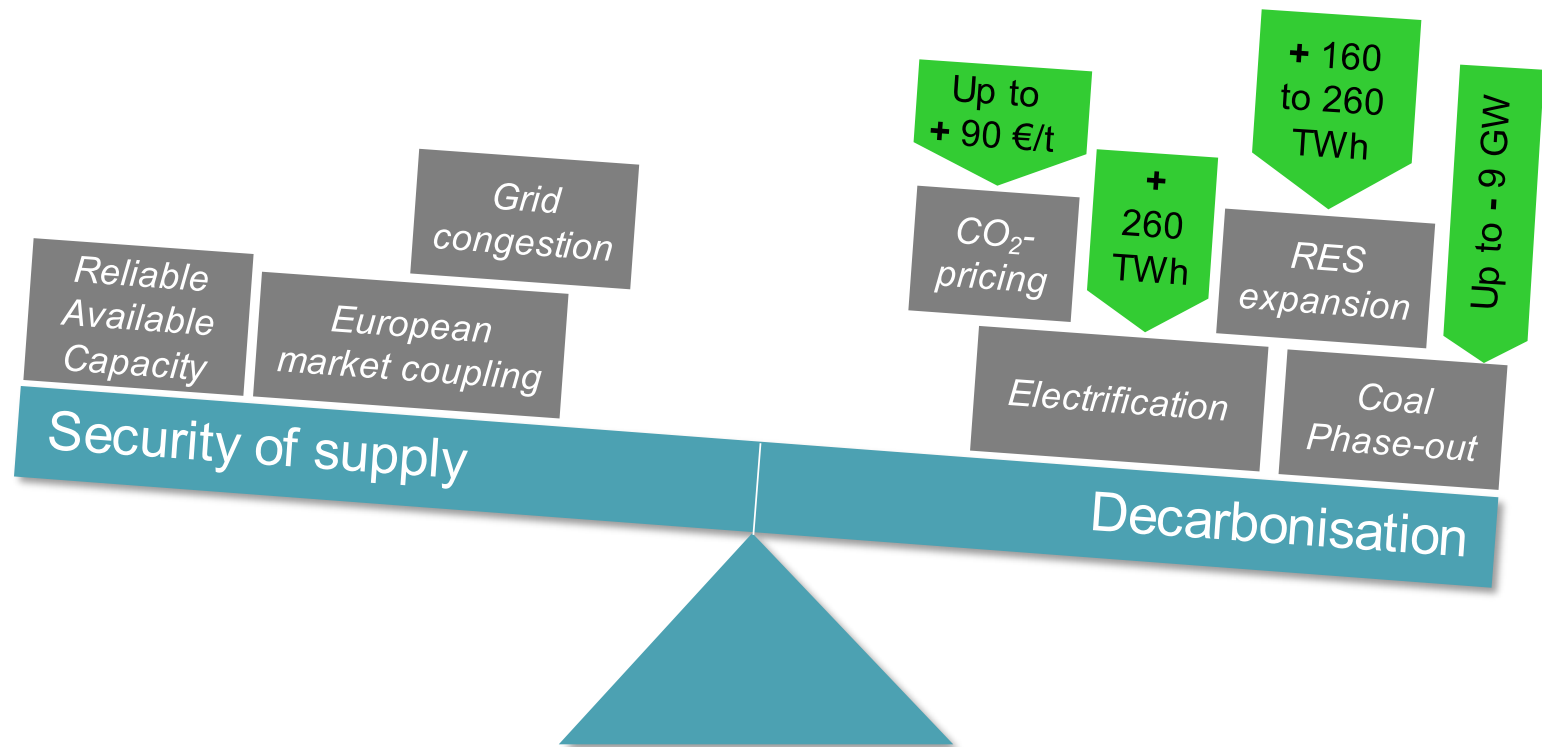 Reliable
Available
Capacity
European
market coupling
Grid
congestion
Security of supply
Up to
+ 90 €/t
CO₂-
pricing
+
260
TWh
Electrification
+ 160
to 260
TWh
RES
expansion
Up to - 9 GW
Coal
Phase-out
Decarbonisation